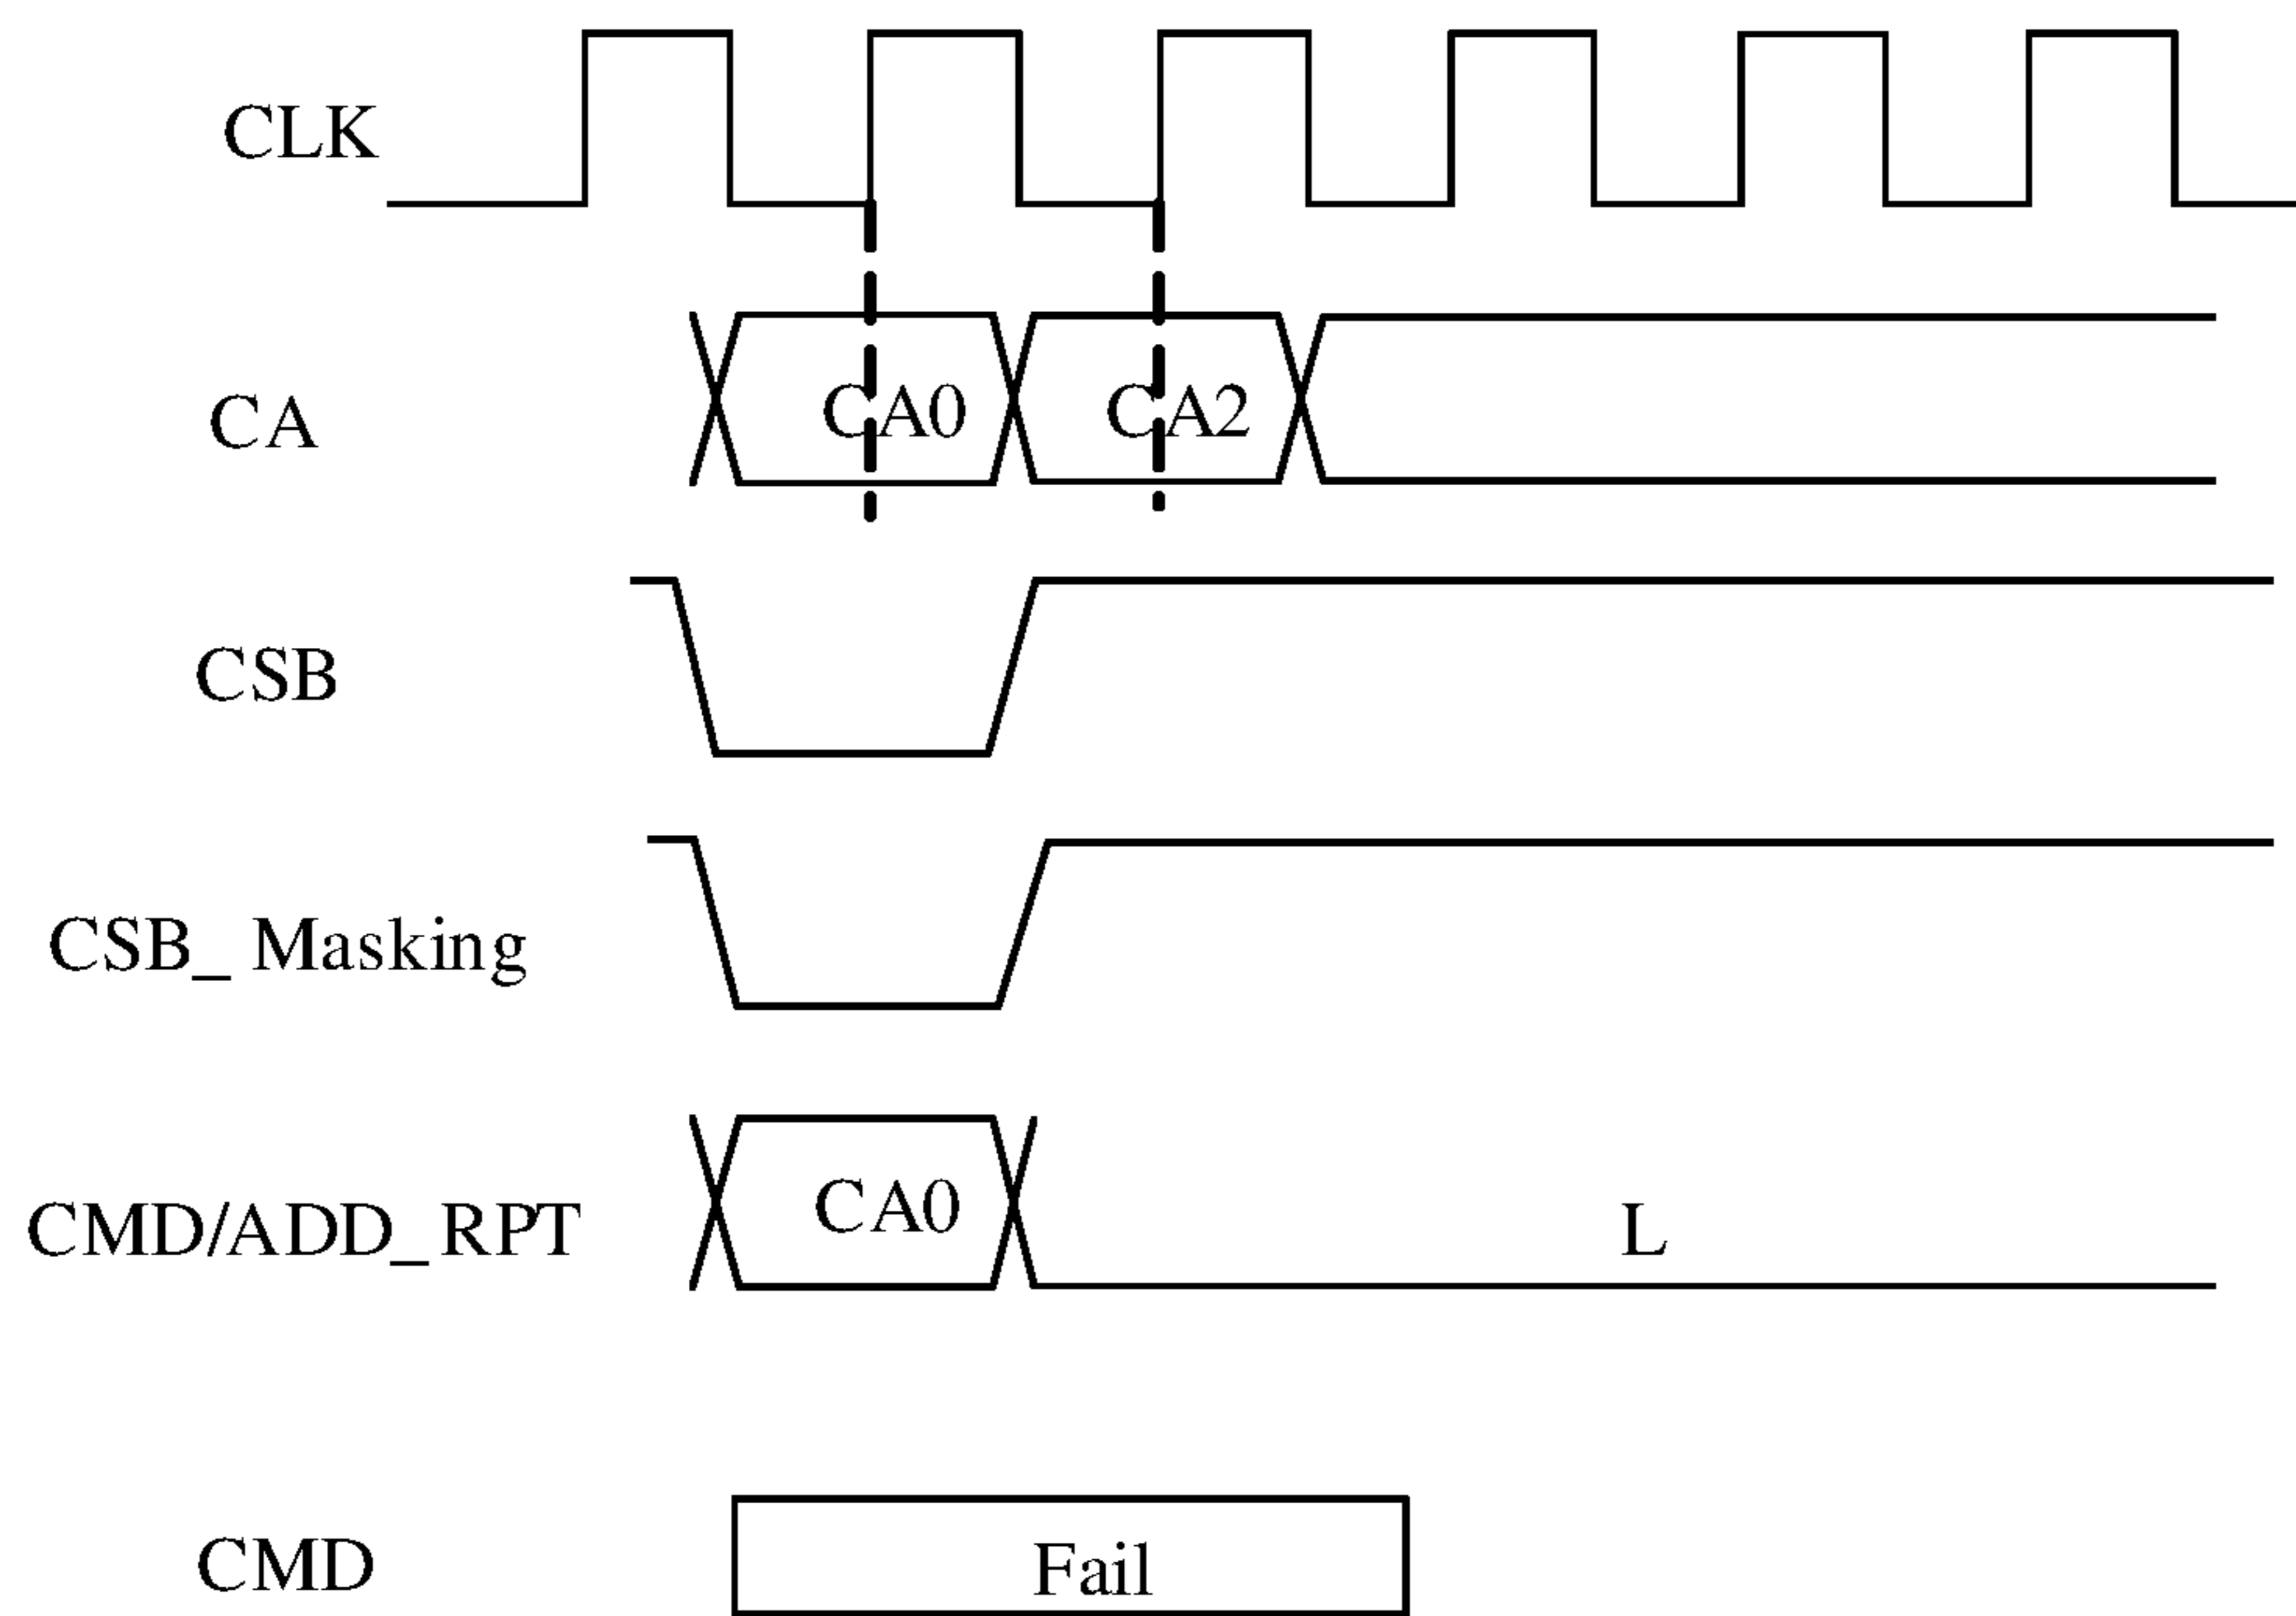 CLK
CA CA0 CA2
CSB
CSB_ Masking
CMD/ADD_RPT CA0 L
CMD Fail